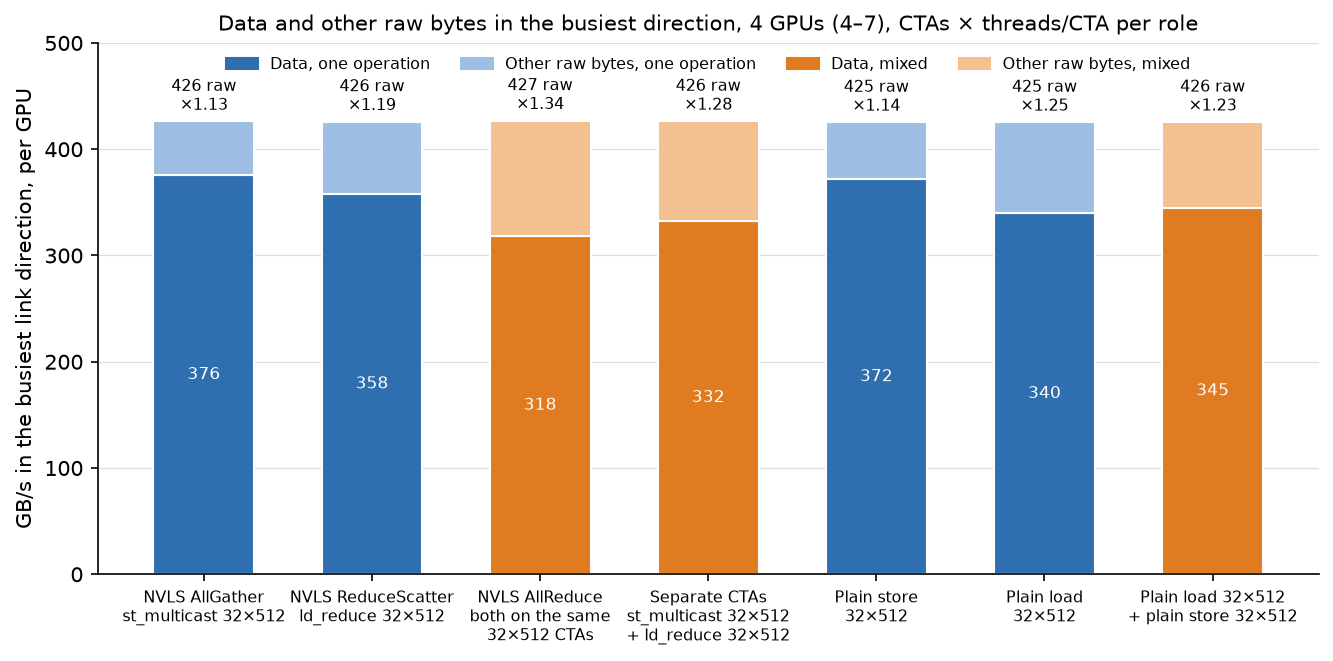 Data and other raw bytes in the busiest direction, 4 GPUs (4–7), CTAs × threads/CTA per role
GB/s in the busiest link direction, per GPU
500
400
300
200
100
0
Data, one operation
Other raw bytes, one operation
Data, mixed
Other raw bytes, mixed
426 raw
×1.13
426 raw
×1.19
427 raw
×1.34
426 raw
×1.28
425 raw
×1.14
425 raw
×1.25
426 raw
×1.23
376
358
318
332
372
340
345
NVLS AllGather
st_multicast 32×512
NVLS ReduceScatter
ld_reduce 32×512
NVLS AllReduce
both on the same
32×512 CTAs
Separate CTAs
st_multicast 32×512
+ ld_reduce 32×512
Plain store
32×512
Plain load
32×512
Plain load 32×512
+ plain store 32×512